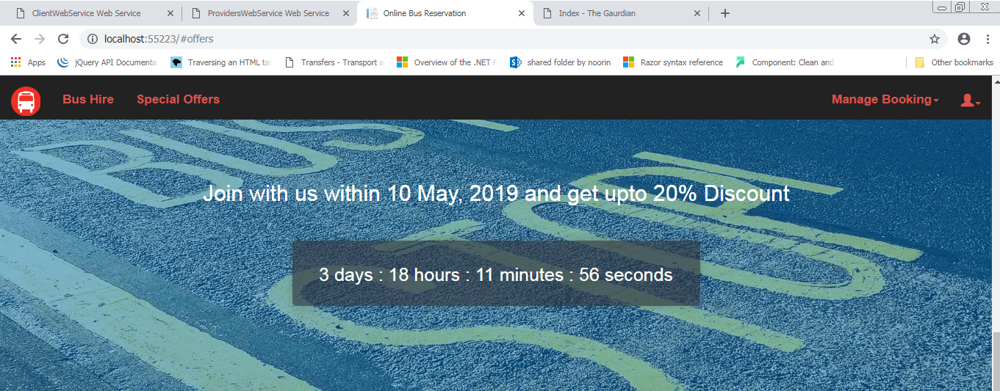 ClientWebService Web Service
ProvidersWebService Web Service
Online Bus Reservation
Index - The Gaurdian
localhost:55223/#offers
Apps
jQuery API Documenta
Traversing an HTML tal
Transfers - Transport a
Overview of the .NET F
shared folder by noorin
Razor syntax reference
Component: Clean and
Other bookmarks
Bus Hire
Special Offers
Manage Booking
BUS
STOP
Join with us within 10 May, 2019 and get upto 20% Discount
3 days : 18 hours : 11 minutes : 56 seconds